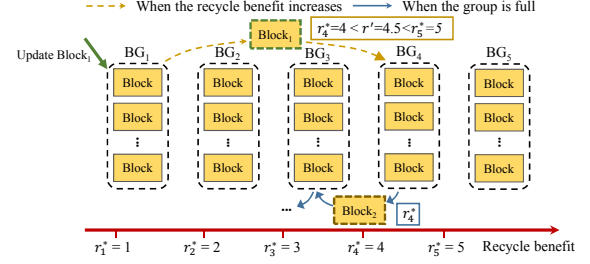 When the recycle benefit increases
When the group is full
Block₁
r₄*=4 < r'=4.5<r₅*=5
Update Block₁
BG₁ BG₂ BG₃ BG₄ BG₅
Block Block Block Block Block
Block Block Block Block Block
... ... ... ... ...
Block Block Block Block Block
... Block₂ r₄*
r₁* = 1 r₂* = 2 r₃* = 3 r₄* = 4 r₅* = 5 Recycle benefit